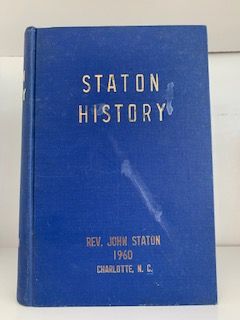 STATON
HISTORY
REV. JOHN STATON
1960
CHARLOTTE, N. C.